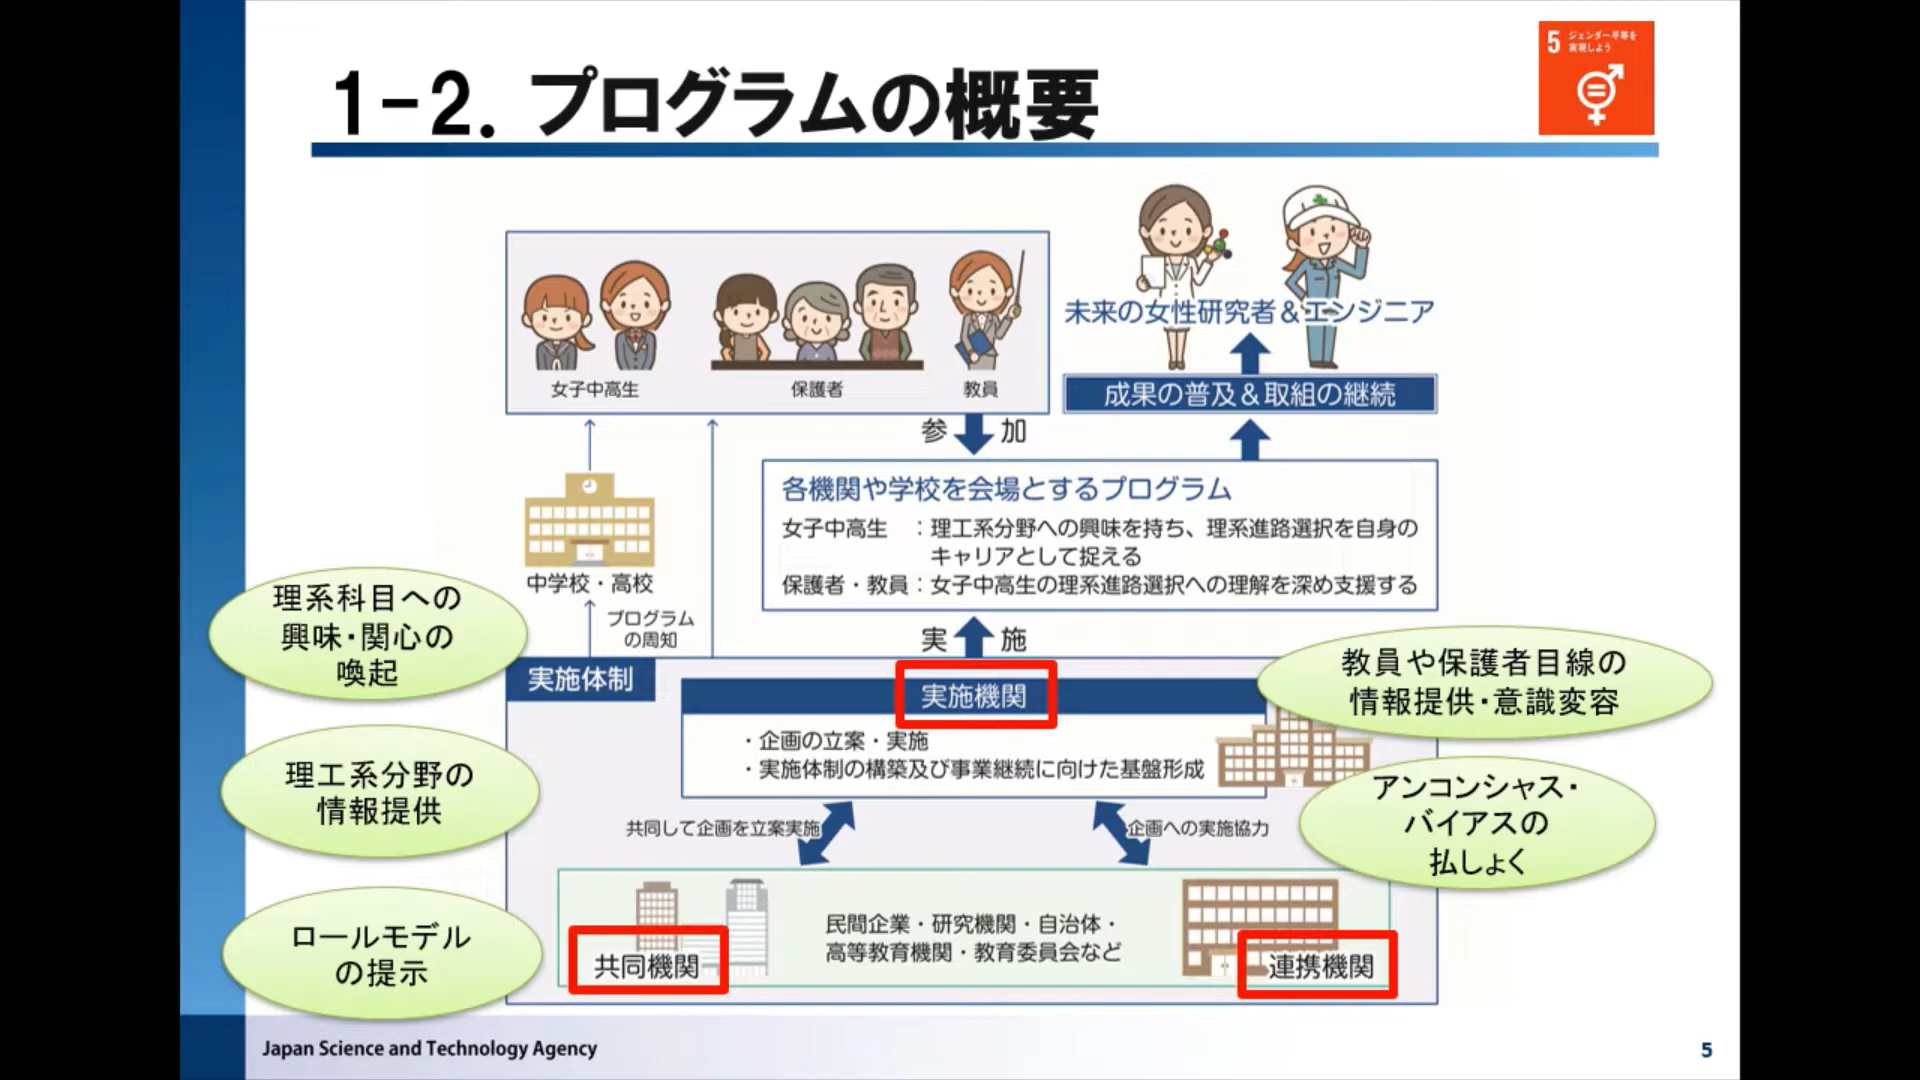 1-2. プログラムの概要
5 ジェンダー平等を
実現しよう
女子中高生
保護者
教員
未来の女性研究者＆エンジニア
成果の普及＆取組の継続
参 加
各機関や学校を会場とするプログラム
女子中高生 ：理工系分野への興味を持ち、理系進路選択を自身の
キャリアとして捉える
保護者・教員：女子中高生の理系進路選択への理解を深め支援する
中学校・高校
プログラム
の周知
実 施
理系科目への
興味・関心の
喚起
理工系分野の
情報提供
ロールモデル
の提示
実施体制
実施機関
・企画の立案・実施
・実施体制の構築及び事業継続に向けた基盤形成
教員や保護者目線の
情報提供・意識変容
アンコンシャス・
バイアスの
払しょく
共同して企画を立案実施
企画への実施協力
共同機関
民間企業・研究機関・自治体・
高等教育機関・教育委員会など
連携機関
Japan Science and Technology Agency
5